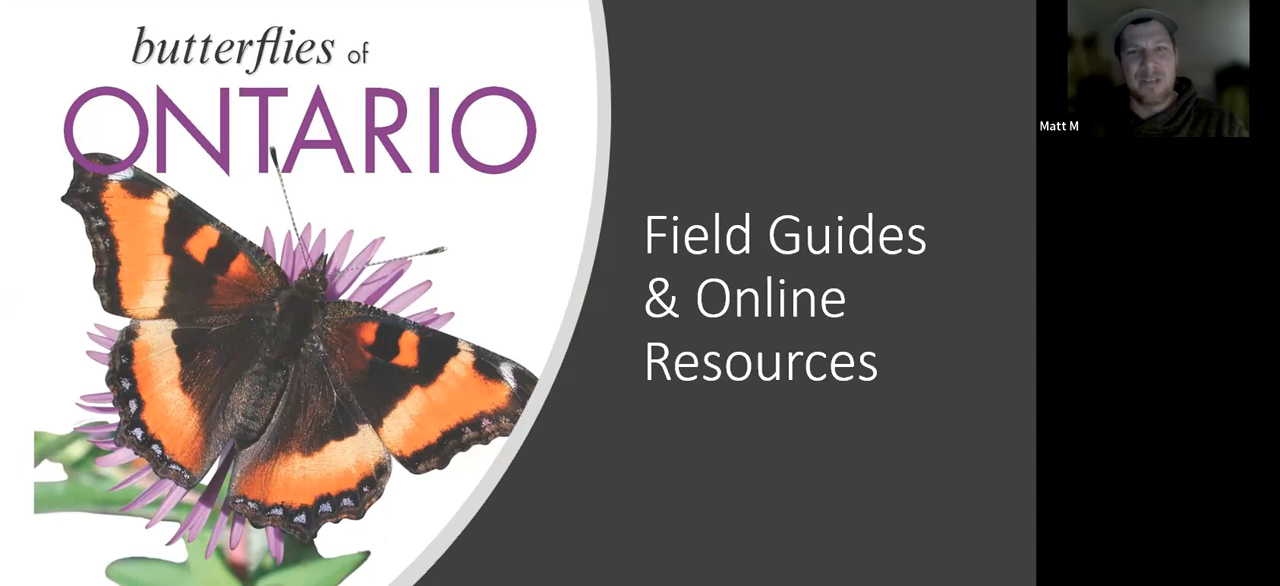 butterflies of
ONTARIO
Field Guides
& Online
Resources
Matt M